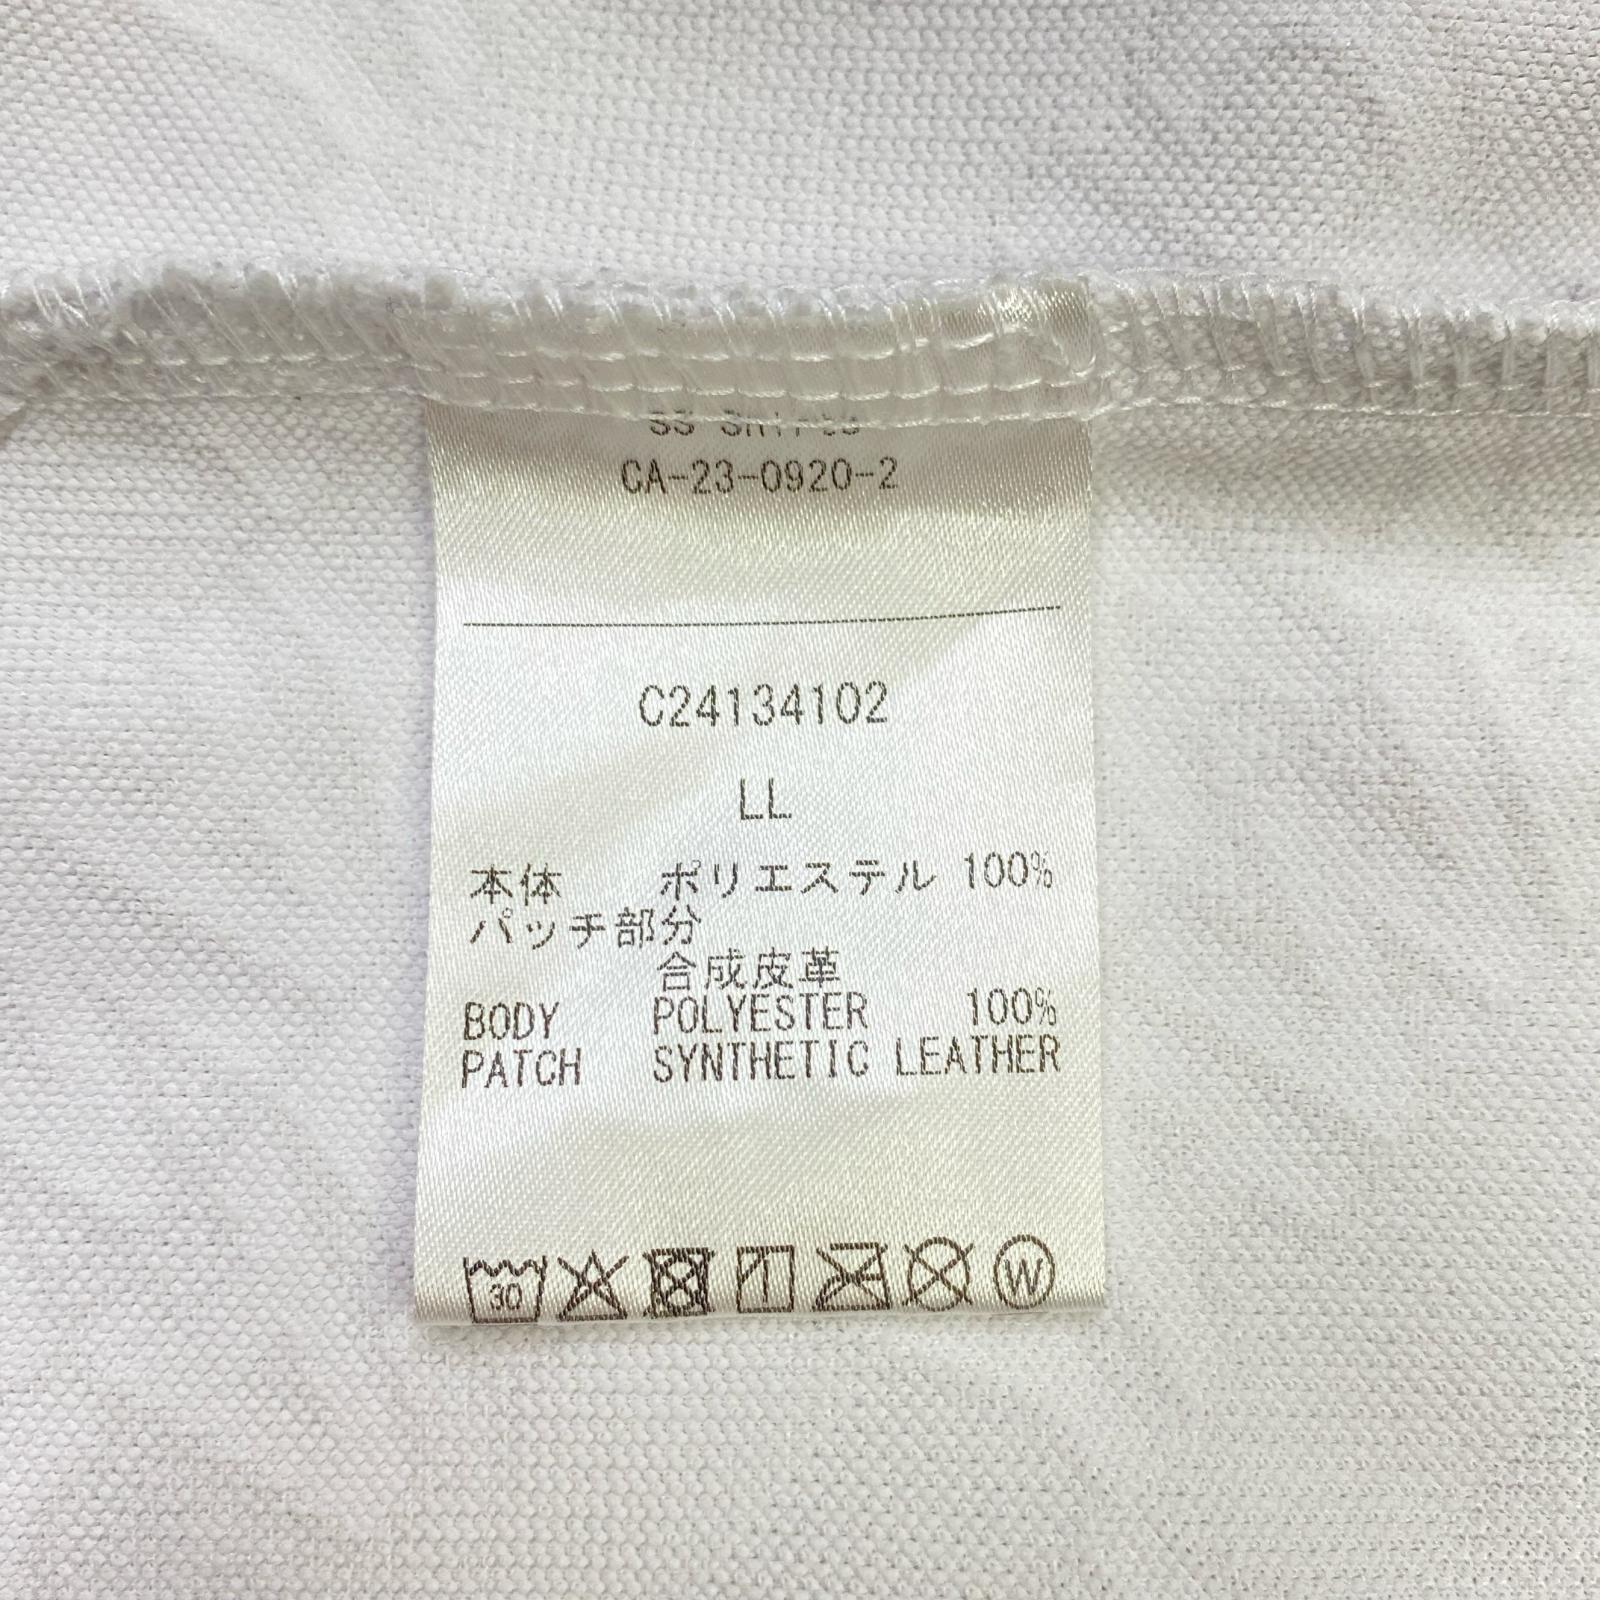 CA-23-0920-2
C24134102
LL
本体 ポリエステル 100%
パッチ部分
合成皮革
BODY POLYESTER 100%
PATCH SYNTHETIC LEATHER
30
W